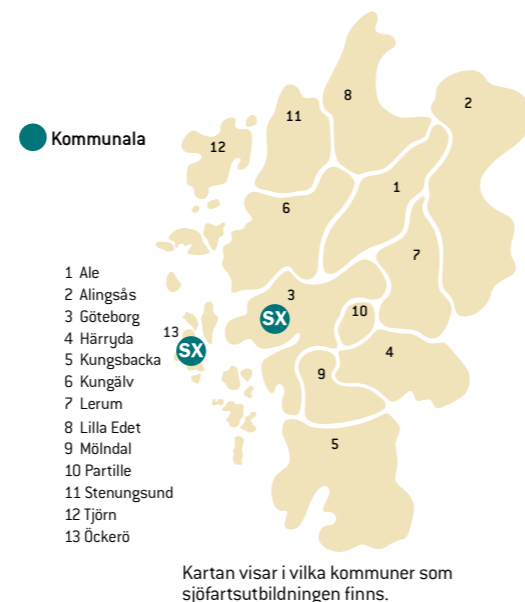 8
2
11
Kommunala
12
1
6
7
1 Ale
2 Alingsås
3 Göteborg
4 Härryda
5 Kungsbacka
6 Kungälv
7 Lerum
8 Lilla Edet
9 Mölndal
10 Partille
11 Stenungsund
12 Tjörn
13 Öckerö
3
SX
10
13
SX
4
9
5
Kartan visar i vilka kommuner som
sjöfartsutbildningen finns.